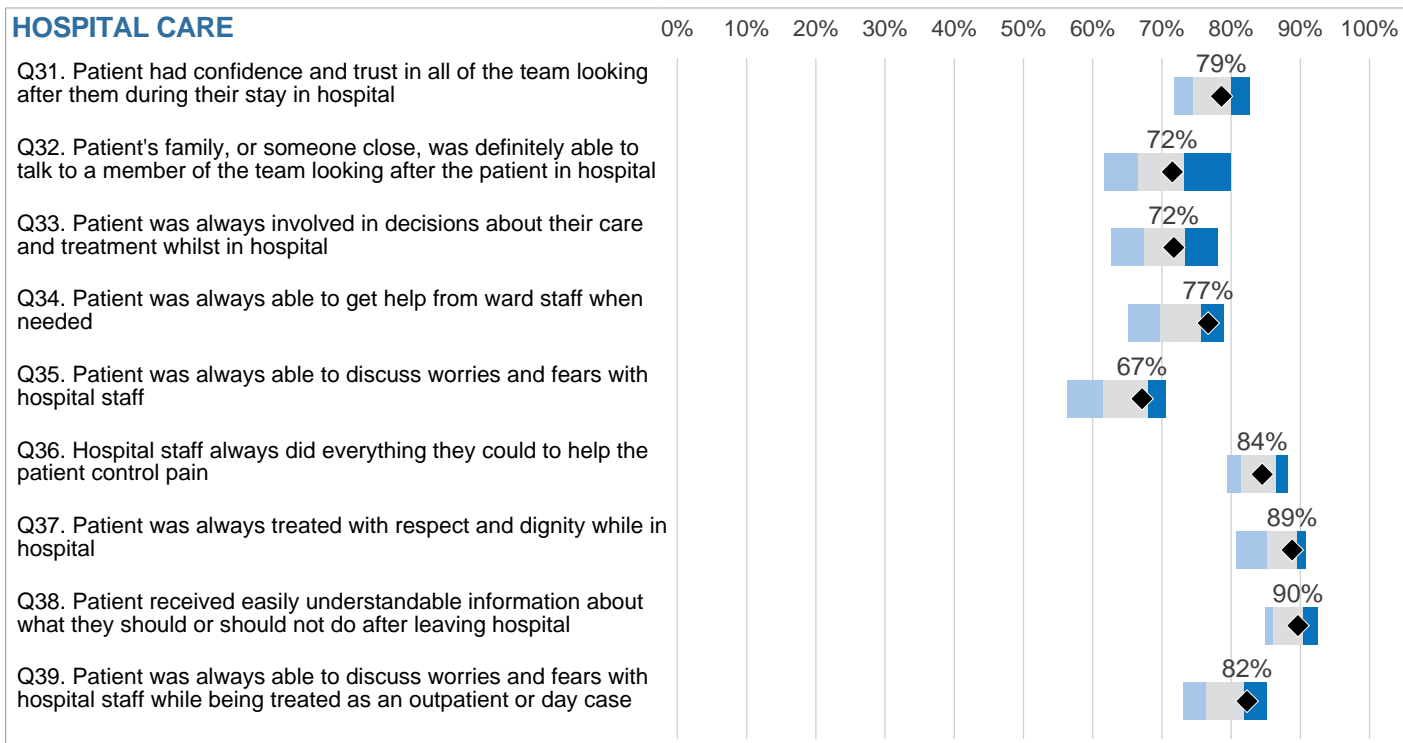 HOSPITAL CARE
0% 10% 20% 30% 40% 50% 60% 70% 80% 90% 100%
Q31. Patient had confidence and trust in all of the team looking
after them during their stay in hospital
79%
Q32. Patient's family, or someone close, was definitely able to
talk to a member of the team looking after the patient in hospital
72%
Q33. Patient was always involved in decisions about their care
and treatment whilst in hospital
72%
Q34. Patient was always able to get help from ward staff when
needed
77%
Q35. Patient was always able to discuss worries and fears with
hospital staff
67%
Q36. Hospital staff always did everything they could to help the
patient control pain
84%
Q37. Patient was always treated with respect and dignity while in
hospital
89%
Q38. Patient received easily understandable information about
what they should or should not do after leaving hospital
90%
Q39. Patient was always able to discuss worries and fears with
hospital staff while being treated as an outpatient or day case
82%